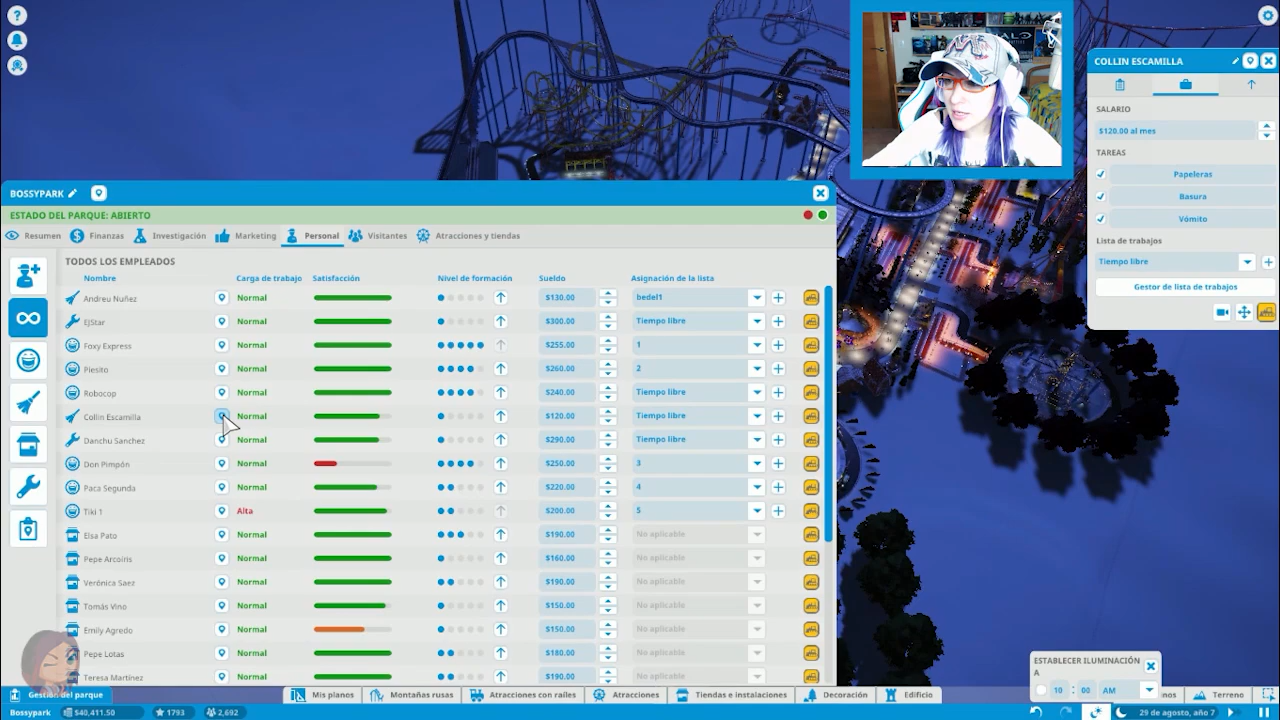 HALO
COLLIN ESCAMILLA
SALARIO
$120.00 al mes
TAREAS
Papeleras
Basura
Vómito
Lista de trabajos
Tiempo libre
Gestor de lista de trabajos
BOSSYPARK
ESTADO DEL PARQUE: ABIERTO
Resumen Finanzas Investigación Marketing Personal Visitantes Atracciones y tiendas
TODOS LOS EMPLEADOS
Nombre Carga de trabajo Satisfacción Nivel de formación Sueldo Asignación de la lista
Andreu Nuñez Normal $130.00 bedel1
EjStar Normal $300.00 Tiempo libre
Foxy Express Normal $255.00 1
Piesito Normal $260.00 2
Robocop Normal $240.00 Tiempo libre
Collin Escamilla Normal $120.00 Tiempo libre
Danchu Sanchez Normal $290.00 Tiempo libre
Don Pimpón Normal $250.00 3
Paca Segunda Normal $220.00 4
Tiki 1 Alta $200.00 5
Elsa Pato Normal $190.00 No aplicable
Pepe Arcoíris Normal $160.00 No aplicable
Verónica Saez Normal $190.00 No aplicable
Tomás Vino Normal $150.00 No aplicable
Emily Agredo Normal $150.00 No aplicable
Pepe Lotas Normal $180.00 No aplicable
Teresa Martínez Normal $190.00 No aplicable
ESTABLECER ILUMINACIÓN
A
10 : 00 AM
Gestión del parque Mis planos Montañas rusas Atracciones con raíles Atracciones Tiendas e instalaciones Decoración Edificio nos Terreno
Bossypark $40,411.50 1793 2,692 29 de agosto, año 7